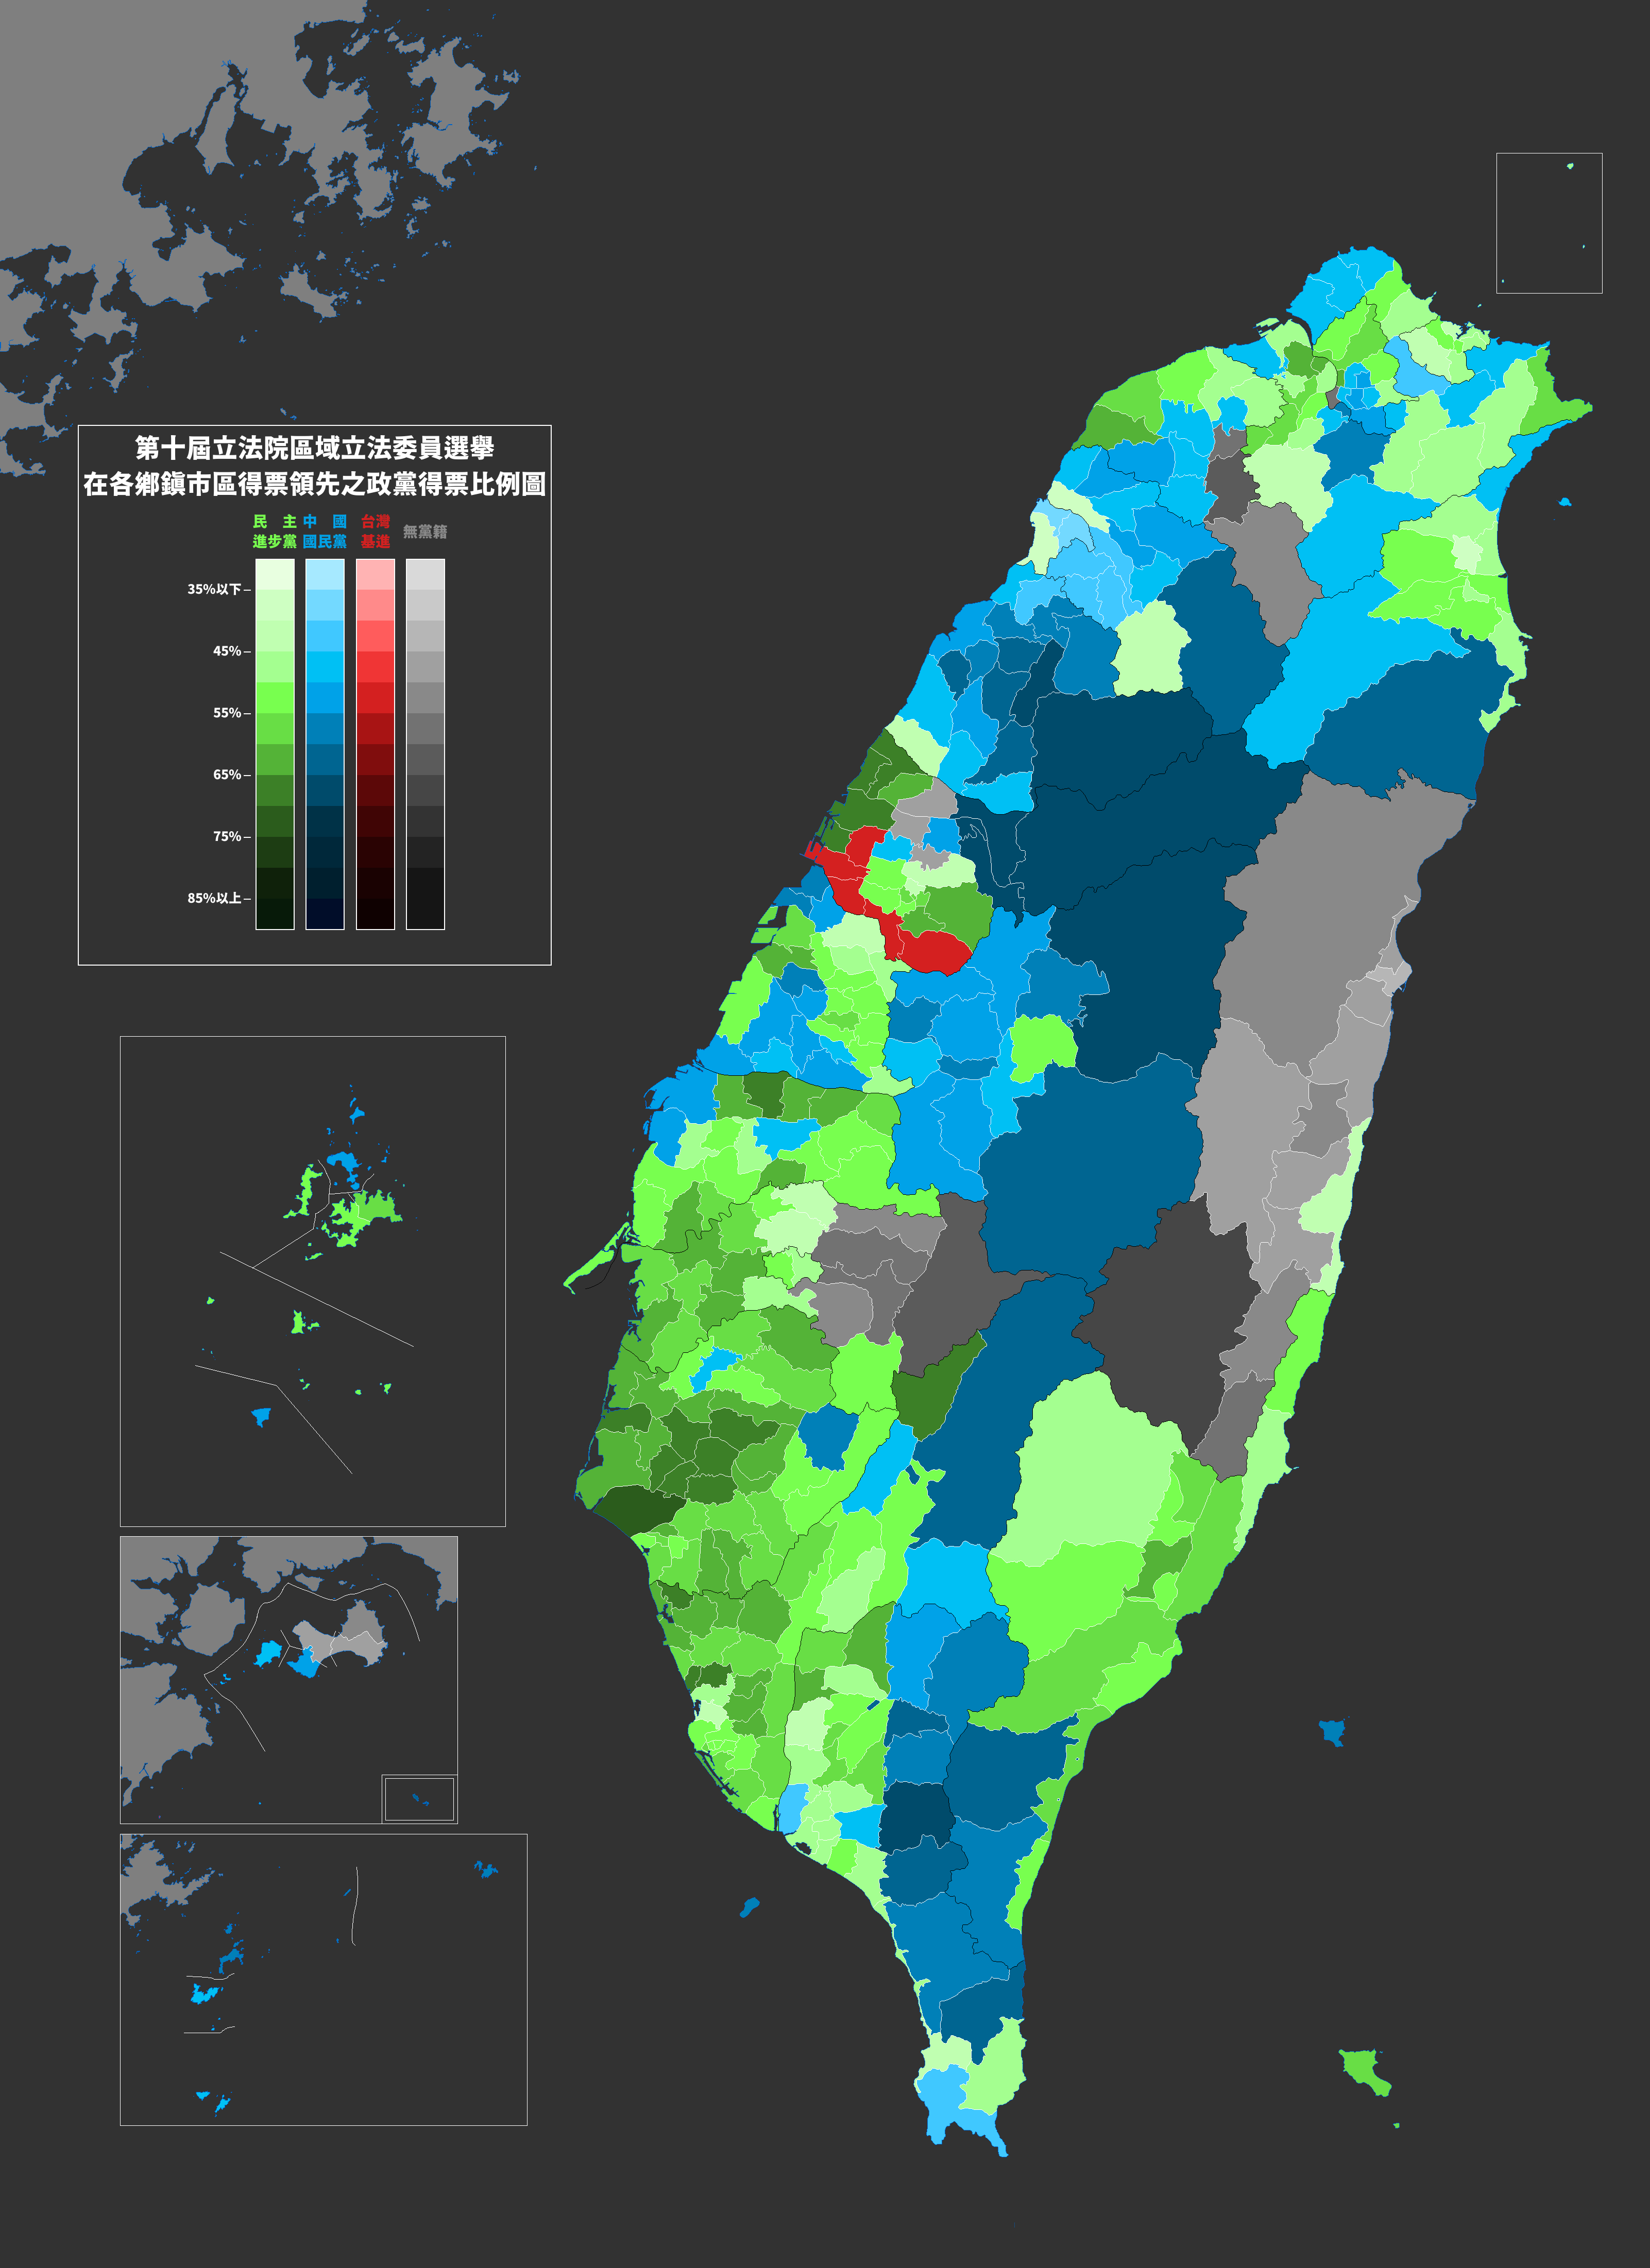 第十屆立法院區域立法委員選舉
在各鄉鎮市區得票領先之政黨得票比例圖
民 主 中 國 台灣 無黨籍
進步黨 國民黨 基進
35%以下
45%
55%
65%
75%
85%以上